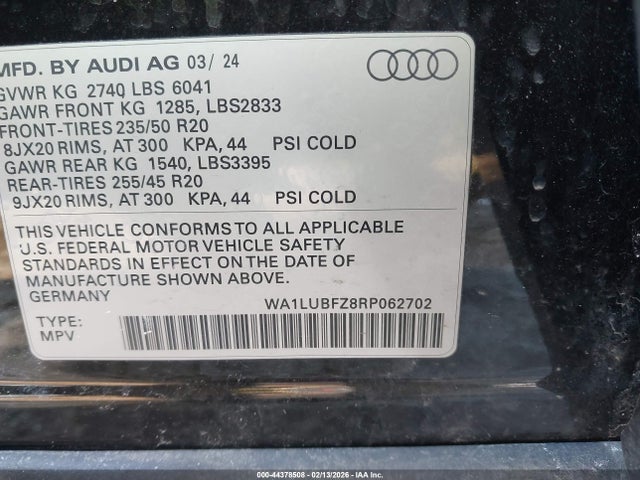 MFD. BY AUDI AG 03/ 24
GVWR KG 2740 LBS 6041
GAWR FRONT KG 1285, LBS2833
FRONT-TIRES 235/50 R20
8JX20 RIMS, AT 300 KPA, 44 PSI COLD
GAWR REAR KG 1540, LBS3395
REAR-TIRES 255/45 R20
9JX20 RIMS, AT 300 KPA, 44 PSI COLD
THIS VEHICLE CONFORMS TO ALL APPLICABLE
U.S. FEDERAL MOTOR VEHICLE SAFETY
STANDARDS IN EFFECT ON THE DATE OF
MANUFACTURE SHOWN ABOVE.
GERMANY
WA1LUBFZ8RP062702
TYPE:
MPV
000-44378508 - 02/13/2026 - IAA Inc.